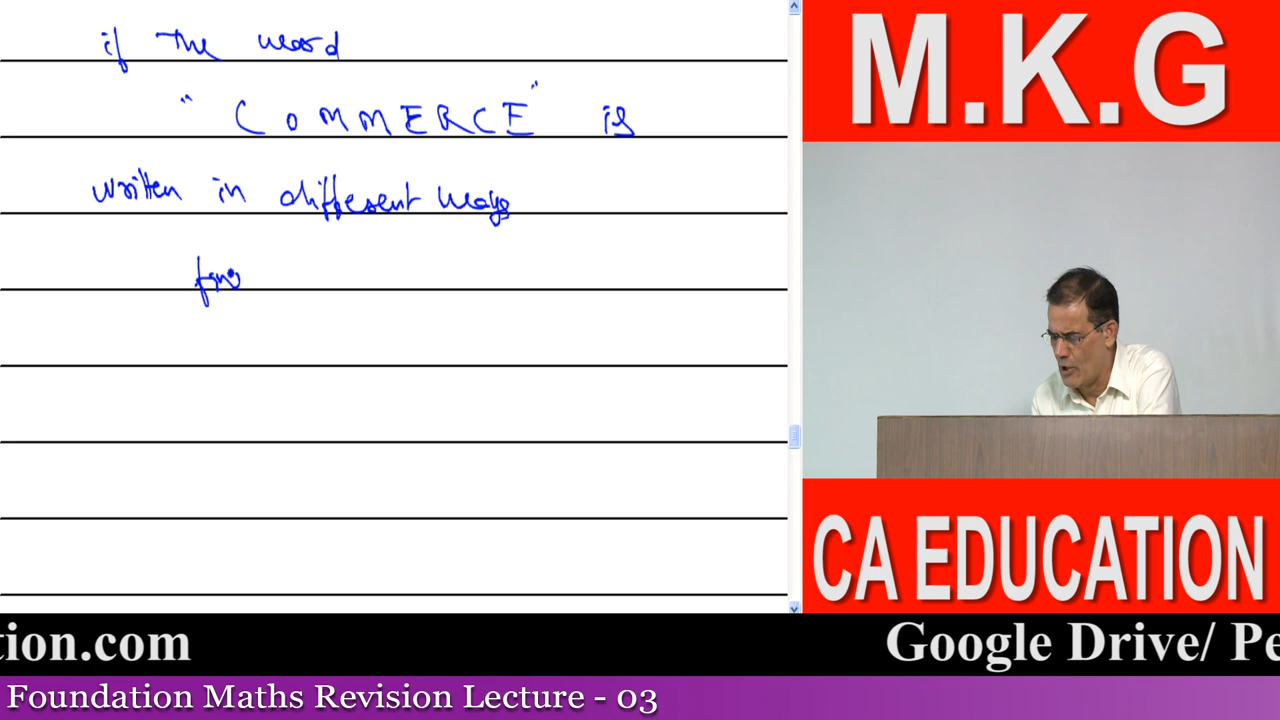 if the word
" COMMERCE " is
written in different ways
M.K.G
CA EDUCATION
tion.com
Google Drive/ Pe
Foundation Maths Revision Lecture - 03